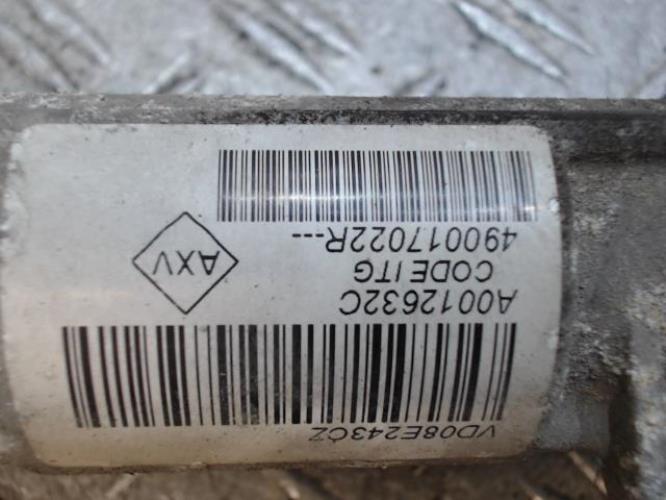 VD08E243CZ
A0012632C
CODE ITG
AXV
490017022R---